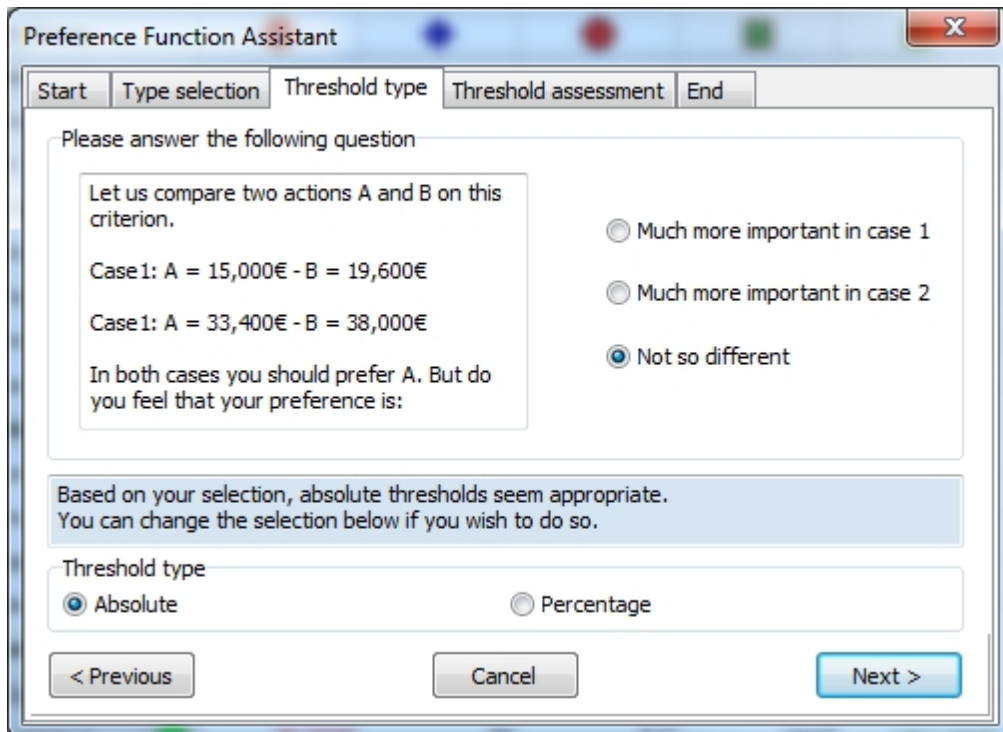 Preference Function Assistant
Start Type selection Threshold type Threshold assessment End
Please answer the following question
Let us compare two actions A and B on this
criterion.
Case1: A = 15,000€ - B = 19,600€
Case1: A = 33,400€ - B = 38,000€
In both cases you should prefer A. But do
you feel that your preference is:
Much more important in case 1
Much more important in case 2
Not so different
Based on your selection, absolute thresholds seem appropriate.
You can change the selection below if you wish to do so.
Threshold type
Absolute Percentage
< Previous Cancel Next >